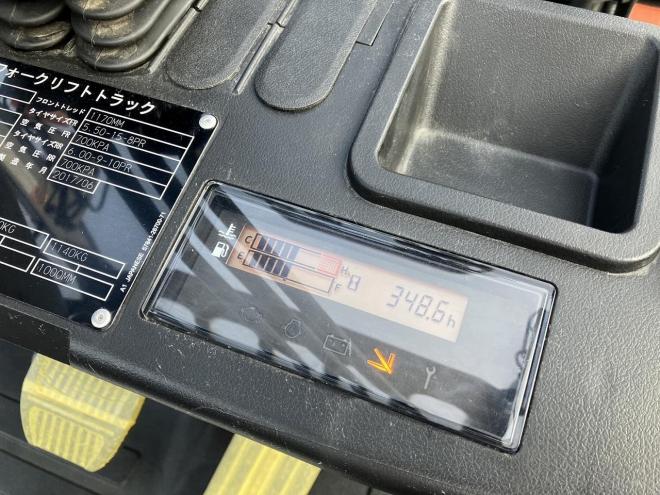 フォークリフトトラック
フロントトレッド 1170MM
タイヤサイズFR 5.50-15-8PR
空気圧FR 700KPA
タイヤサイズRR 6.00-9-10PR
空気圧RR 700KPA
製造年月 2017/06
1140KG
1000MM
C H
E F
348.6h